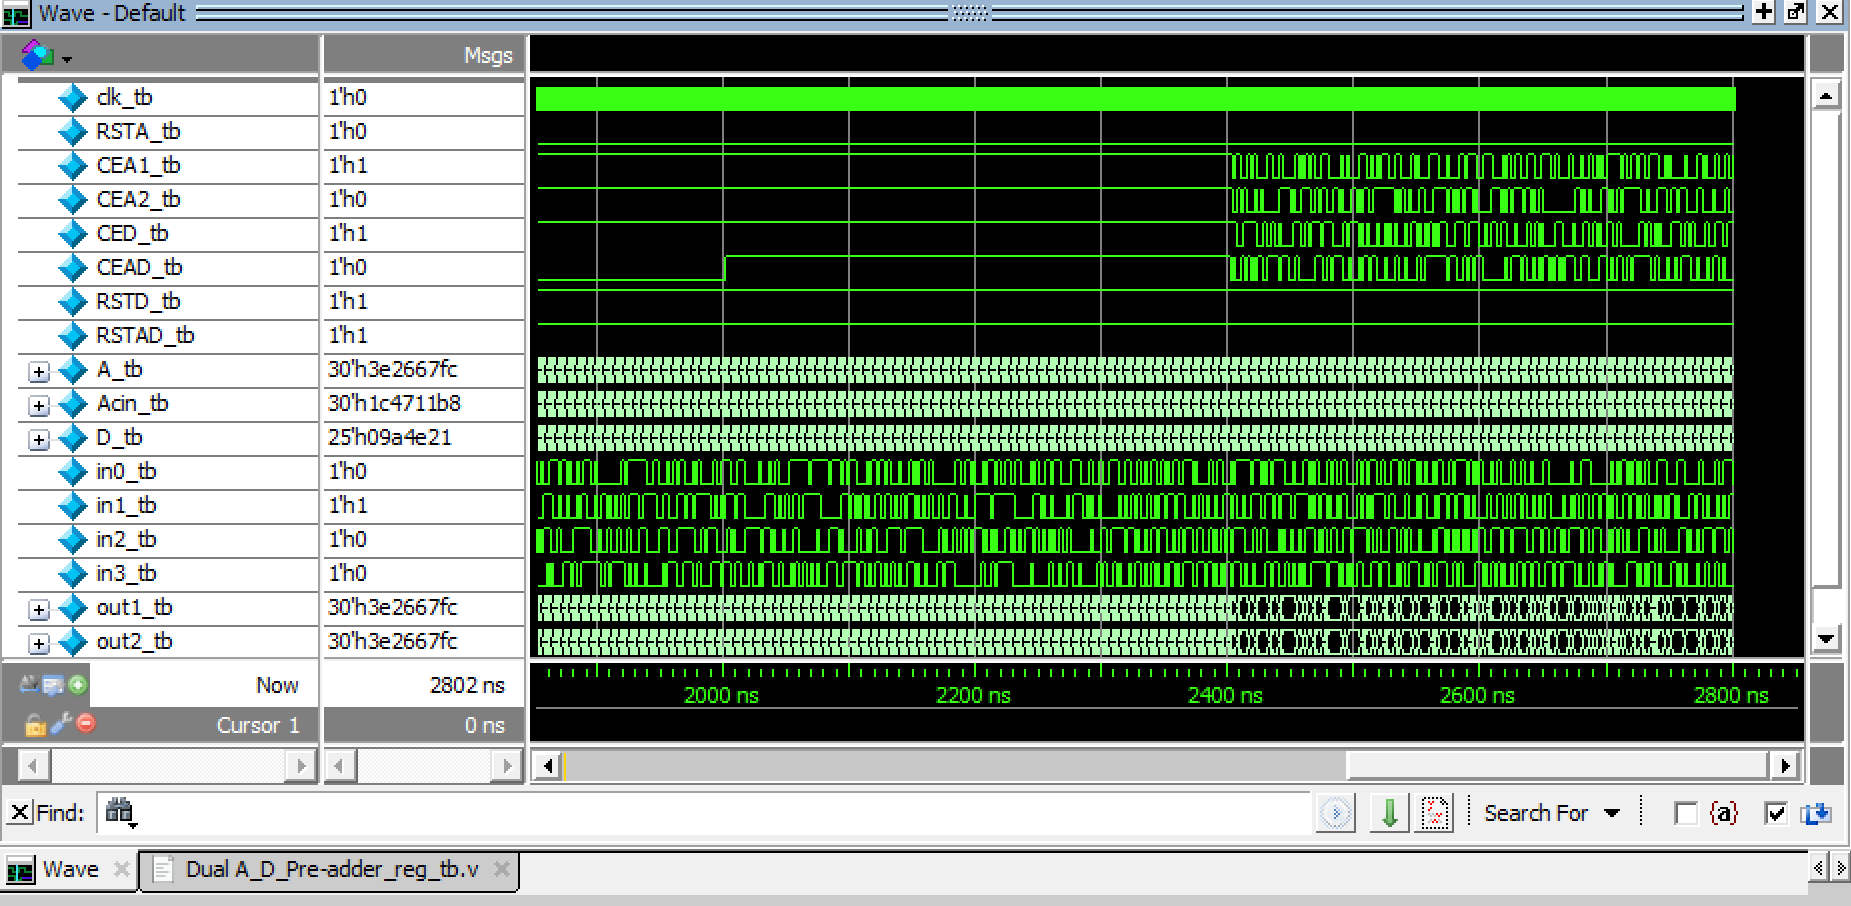 Wave - Default
Msgs
clk_tb 1'h0
RSTA_tb 1'h0
CEA1_tb 1'h1
CEA2_tb 1'h0
CED_tb 1'h1
CEAD_tb 1'h0
RSTD_tb 1'h1
RSTAD_tb 1'h1
A_tb 30'h3e2667fc
Acin_tb 30'h1c4711b8
D_tb 25'h09a4e21
in0_tb 1'h0
in1_tb 1'h1
in2_tb 1'h0
in3_tb 1'h0
out1_tb 30'h3e2667fc
out2_tb 30'h3e2667fc
Now 2802 ns
2000 ns 2200 ns 2400 ns 2600 ns 2800 ns
Cursor 1 0 ns
Find: Search For {a}
Wave Dual A_D_Pre-adder_reg_tb.v